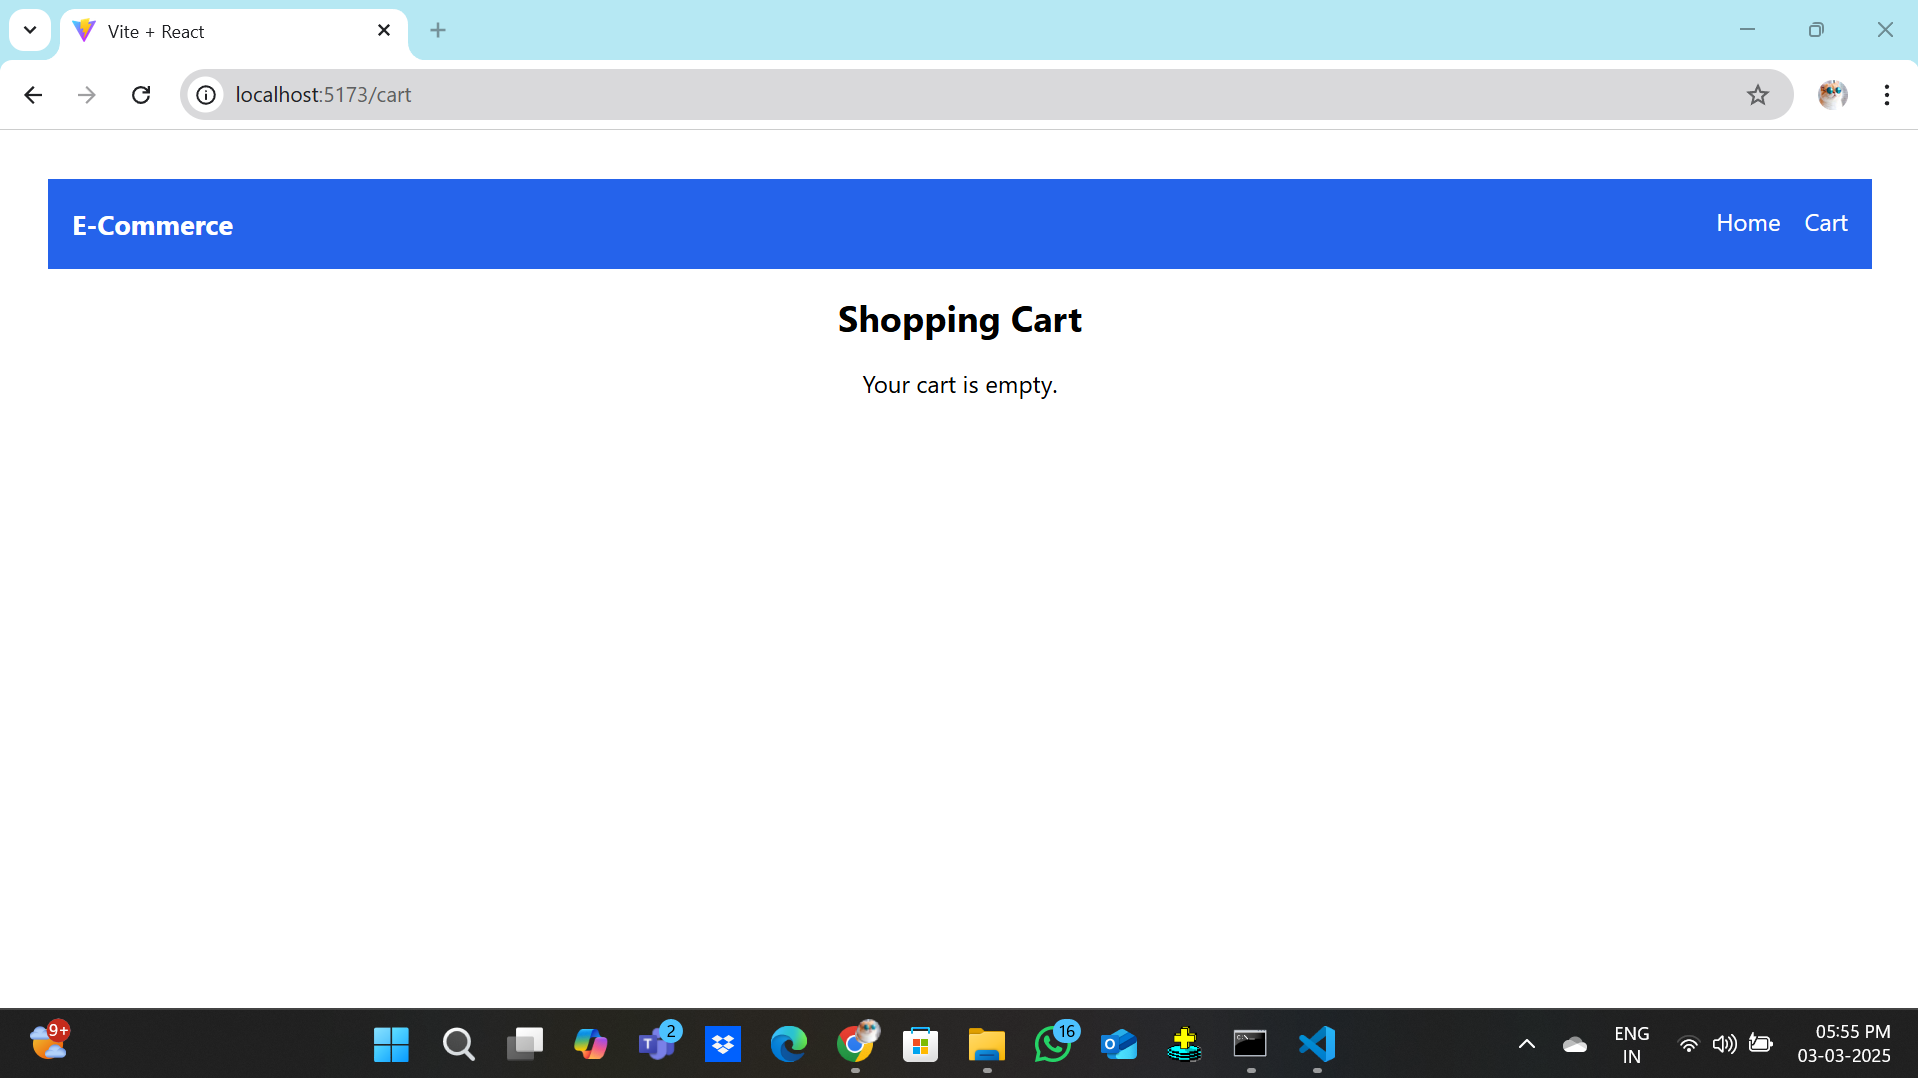 Vite + React
localhost:5173/cart
E-Commerce
Home
Cart
Shopping Cart
Your cart is empty.
9+
2
16
ENG
IN
05:55 PM
03-03-2025